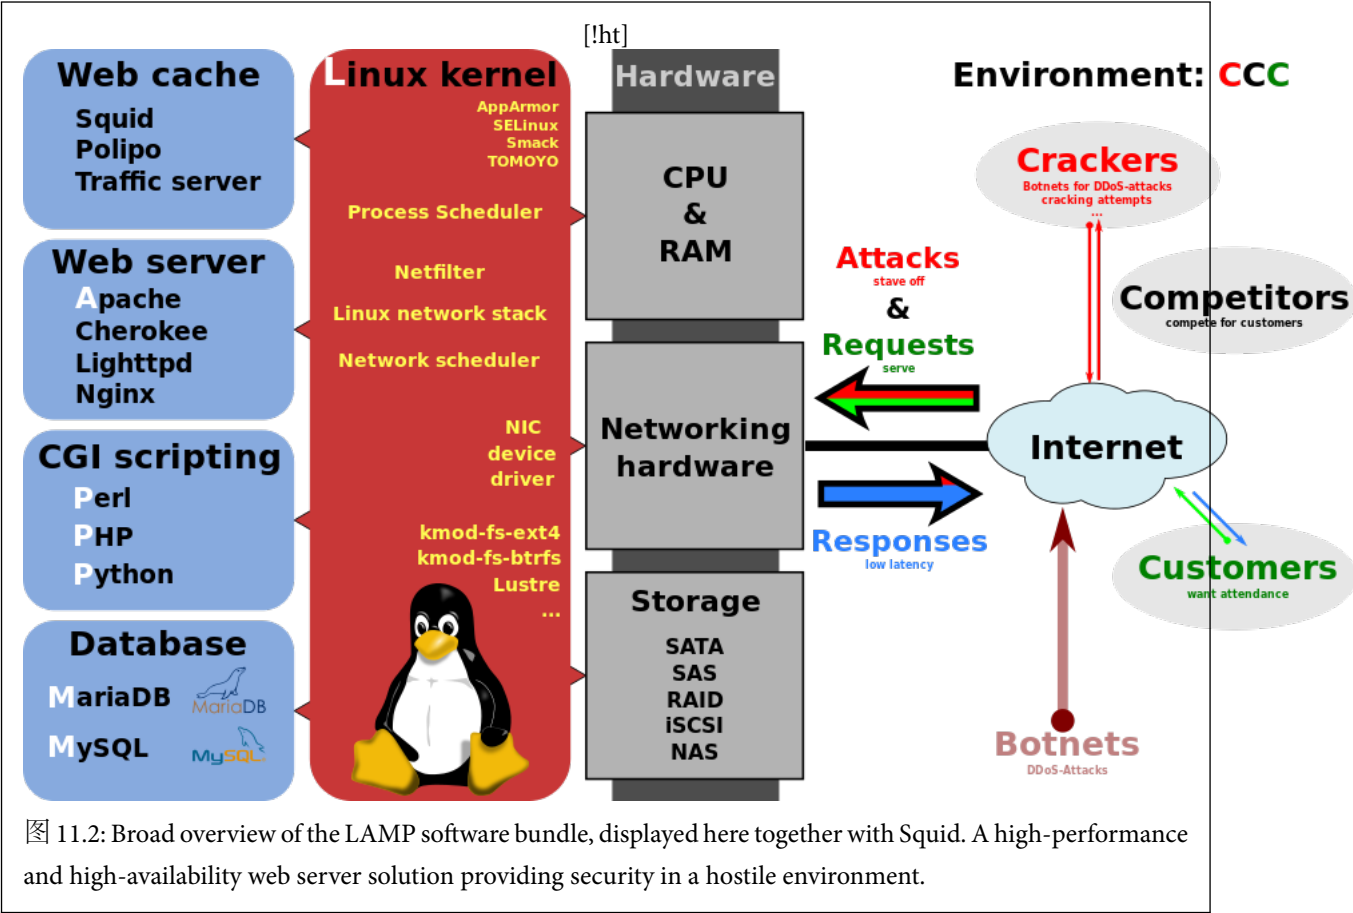 [!ht]
Web cache
Squid
Polipo
Traffic server
Web server
Apache
Cherokee
Lighttpd
Nginx
CGI scripting
Perl
PHP
Python
Database
MariaDB
MariaDB
MySQL
MySQL
Linux kernel
AppArmor
SELinux
Smack
TOMOYO
Process Scheduler
Netfilter
Linux network stack
Network scheduler
NIC
device
driver
kmod-fs-ext4
kmod-fs-btrfs
Lustre
...
Hardware
CPU
&
RAM
Networking
hardware
Storage
SATA
SAS
RAID
iSCSI
NAS
Environment: CCC
Crackers
Botnets for DDoS-attacks
cracking attempts
...
Attacks
stave off
&
Requests
serve
Competitors
compete for customers
Internet
Responses
low latency
Customers
want attendance
Botnets
DDoS-Attacks
图 11.2: Broad overview of the LAMP software bundle, displayed here together with Squid. A high-performance
and high-availability web server solution providing security in a hostile environment.